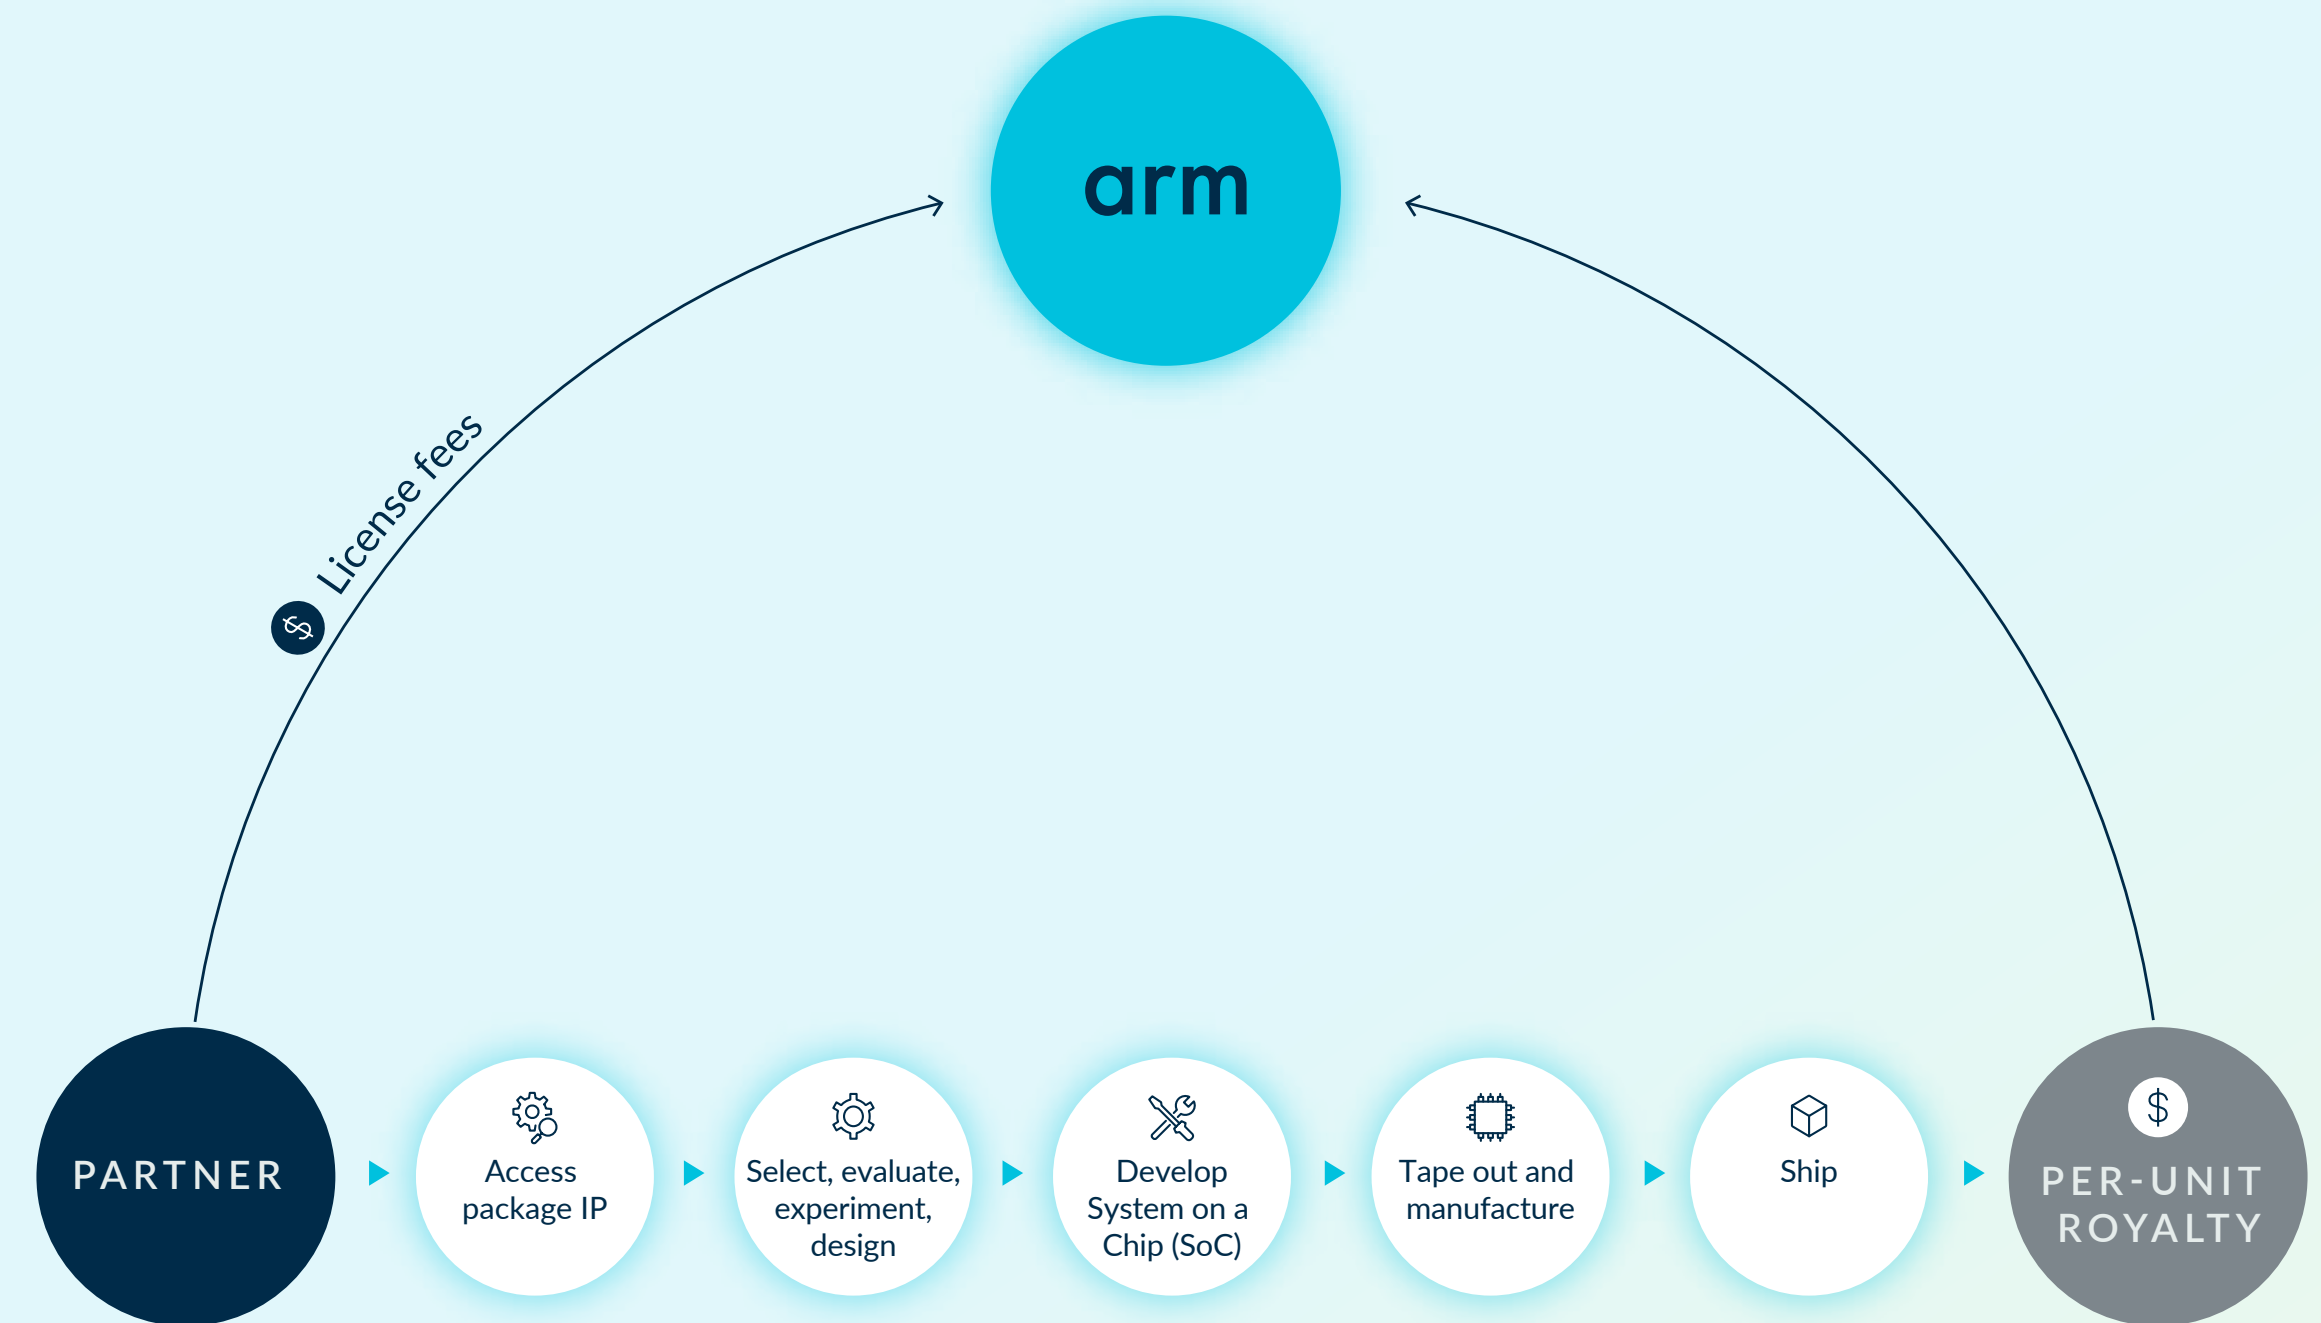 arm
License fees
PARTNER
Access
package IP
Select, evaluate,
experiment,
design
Develop
System on a
Chip (SoC)
Tape out and
manufacture
Ship
$
PER-UNIT
ROYALTY